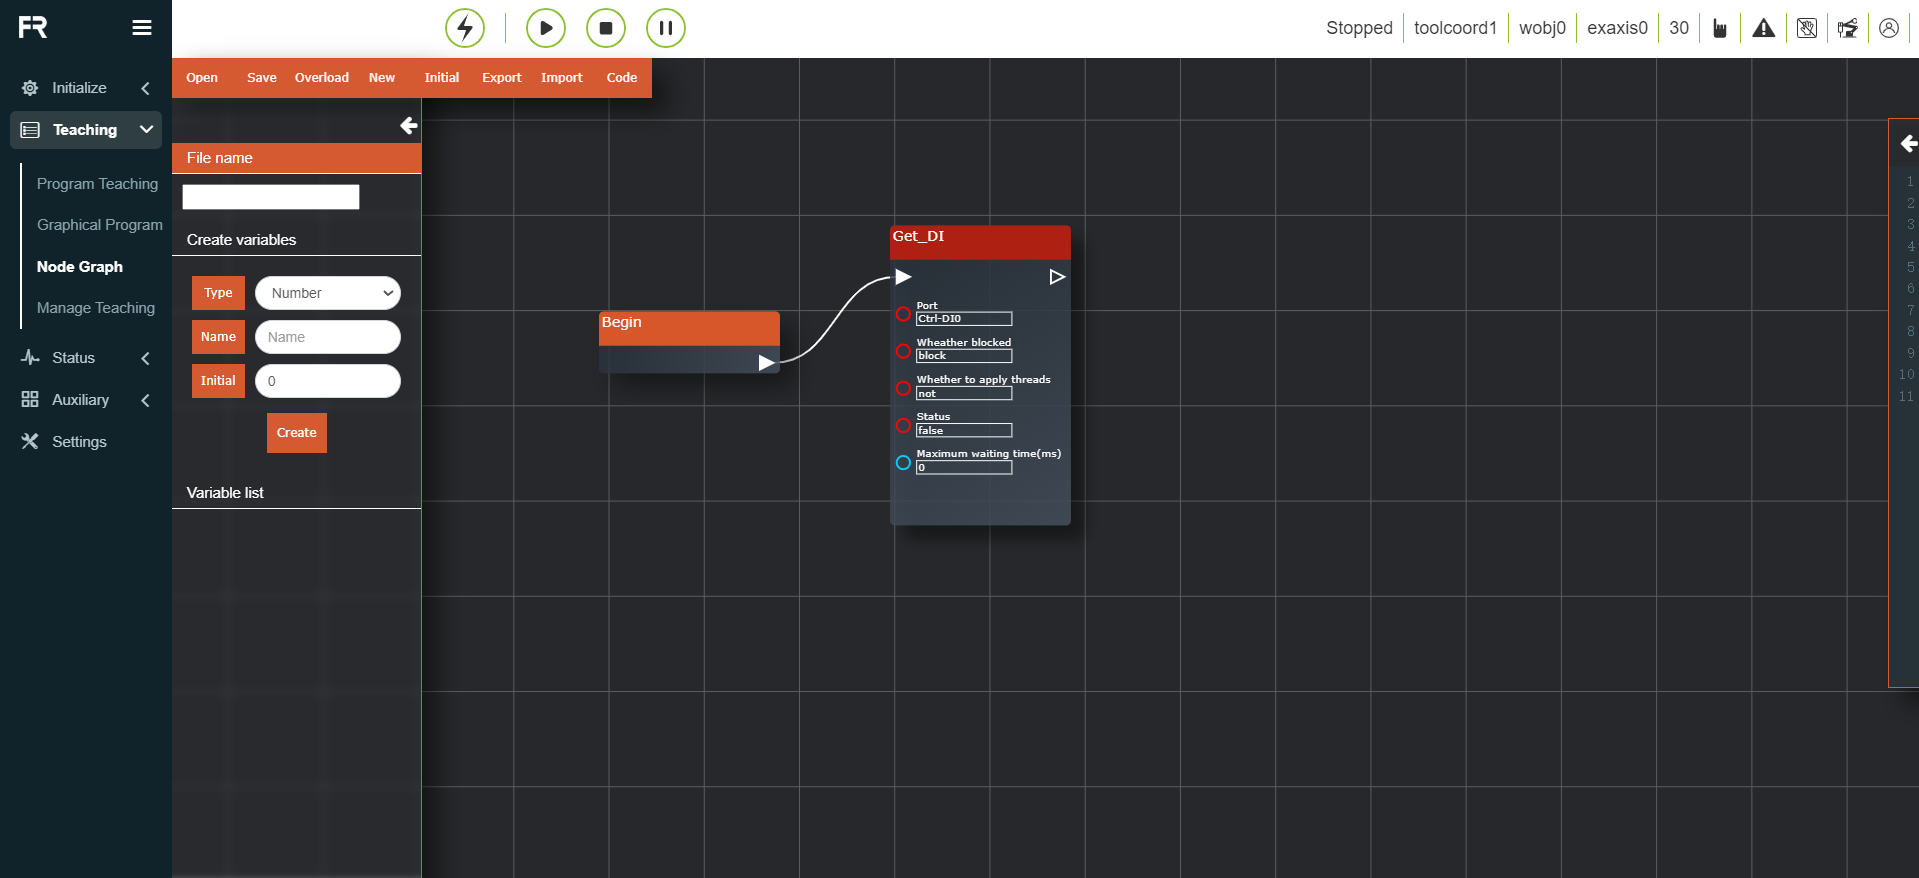 FR
Stopped
toolcoord1
wobj0
exaxis0
30
Open
Save
Overload
New
Initial
Export
Import
Code
Initialize
Teaching
Program Teaching
Graphical Program
Node Graph
Manage Teaching
Status
Auxiliary
Settings
File name
Create variables
Type
Number
Name
Name
Initial
0
Create
Variable list
Begin
Get_DI
Port
Ctrl-DI0
Wheather blocked
block
Whether to apply threads
not
Status
false
Maximum waiting time(ms)
0
1
2
3
4
5
6
7
8
9
10
11